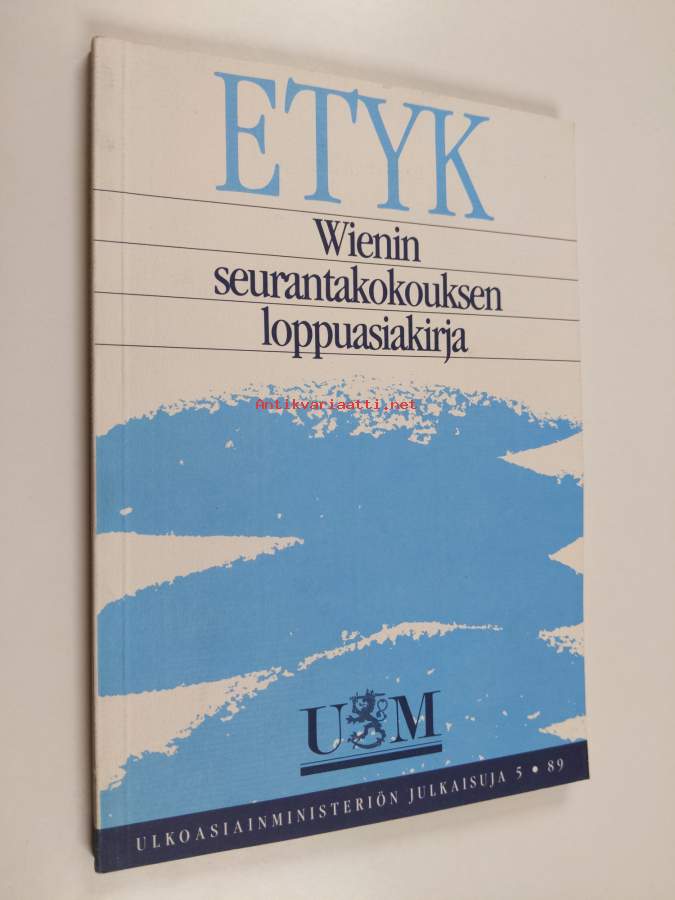 ETYK
Wienin
seurantakokouksen
loppuasiakirja
Antikvariaatti.net
UM
ULKOASIAINMINISTERIÖN JULKAISUJA 5 • 89